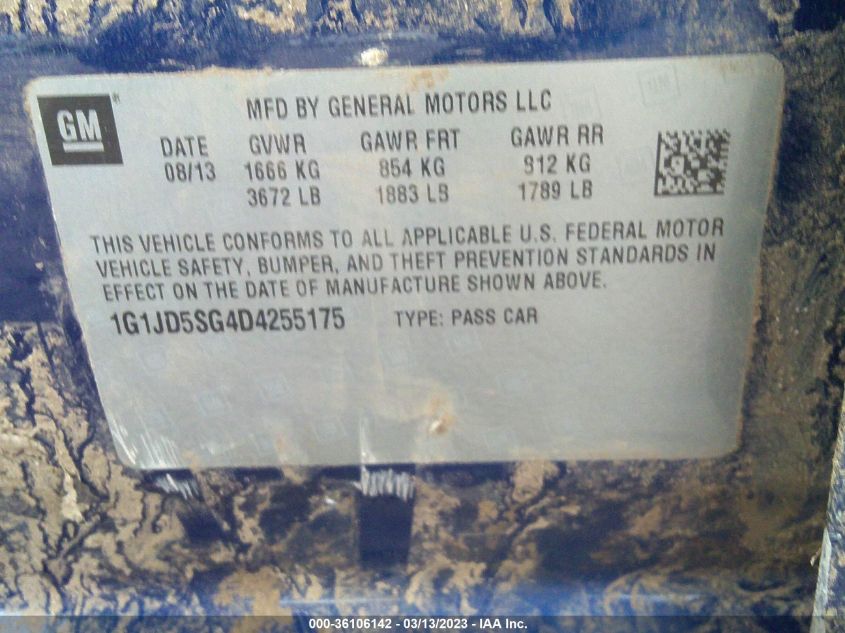 GM
MFD BY GENERAL MOTORS LLC
DATE GVWR GAWR FRT GAWR RR
08/13 1666 KG 854 KG 812 KG
3672 LB 1883 LB 1789 LB
THIS VEHICLE CONFORMS TO ALL APPLICABLE U.S. FEDERAL MOTOR
VEHICLE SAFETY, BUMPER, AND THEFT PREVENTION STANDARDS IN
EFFECT ON THE DATE OF MANUFACTURE SHOWN ABOVE.
1G1JD5SG4D4255175 TYPE: PASS CAR
000-36106142 - 03/13/2023 - IAA Inc.